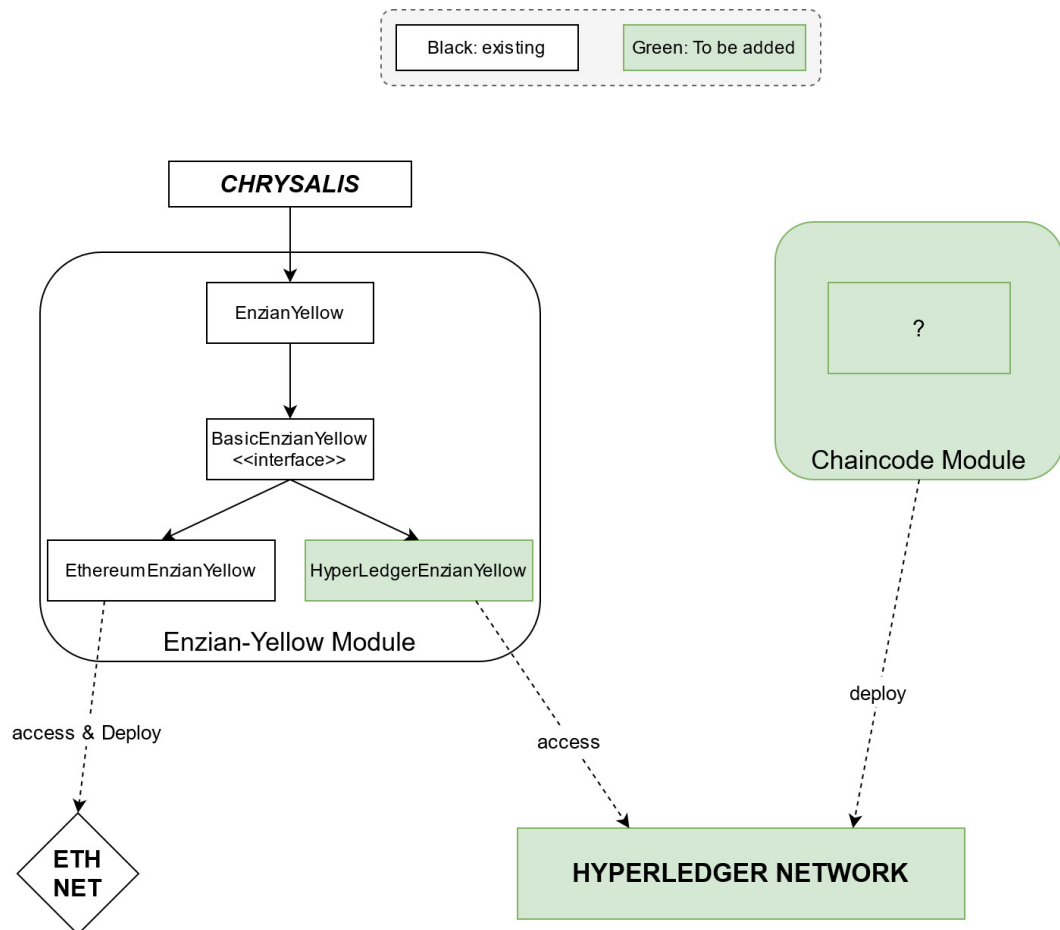 Black: existing
Green: To be added
CHRYSALIS
EnzianYellow
?
BasicEnzianYellow
<<interface>>
Chaincode Module
EthereumEnzianYellow
HyperLedgerEnzianYellow
Enzian-Yellow Module
deploy
access & Deploy
access
ETH
NET
HYPERLEDGER NETWORK